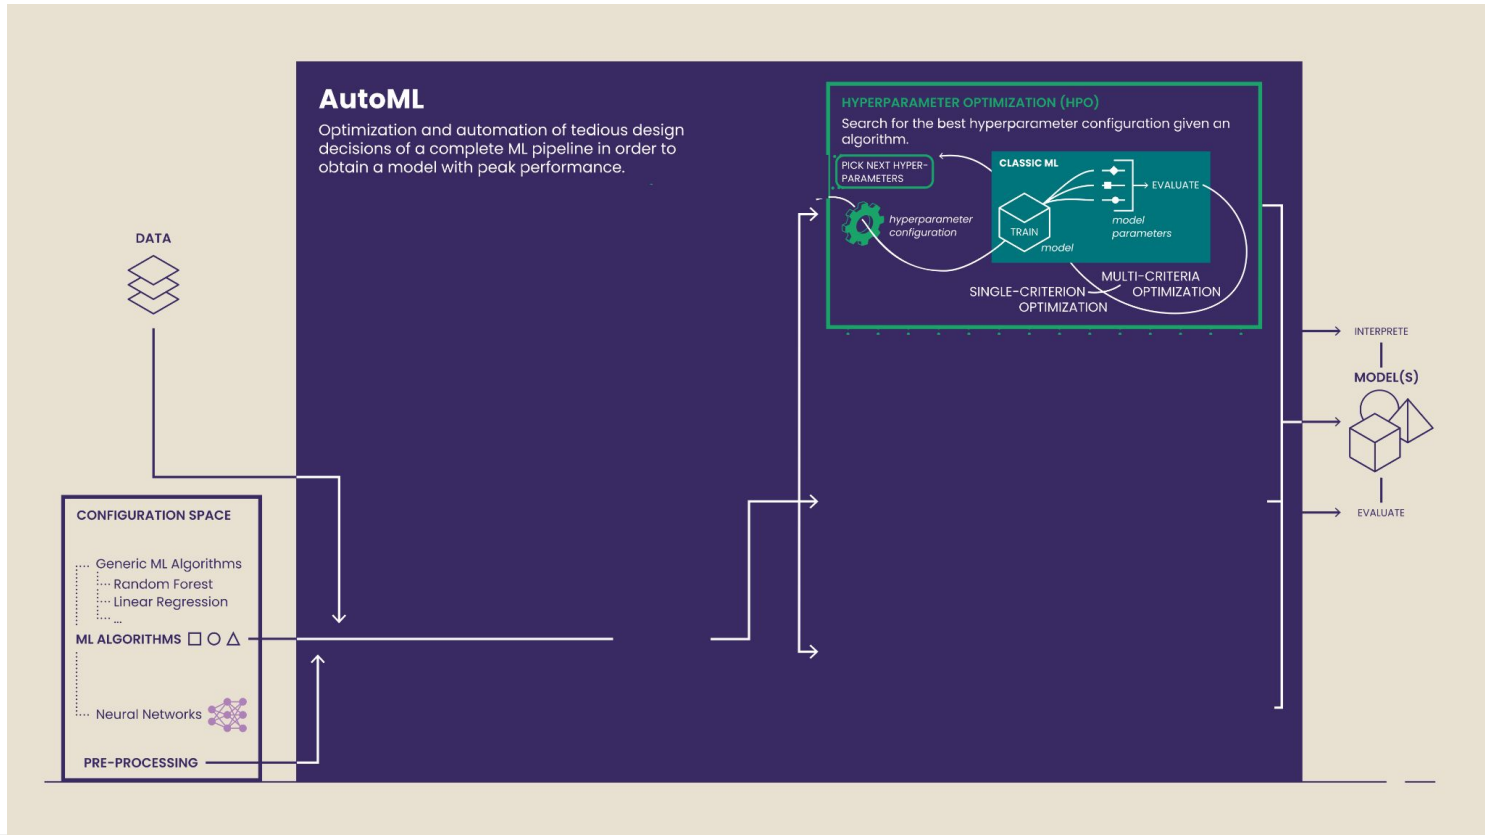 AutoML
Optimization and automation of tedious design
decisions of a complete ML pipeline in order to
obtain a model with peak performance.
HYPERPARAMETER OPTIMIZATION (HPO)
Search for the best hyperparameter configuration given an
algorithm.
PICK NEXT HYPER-
PARAMETERS
hyperparameter
configuration
CLASSIC ML
TRAIN
model
EVALUATE
model
parameters
MULTI-CRITERIA
OPTIMIZATION
SINGLE-CRITERION
OPTIMIZATION
DATA
CONFIGURATION SPACE
Generic ML Algorithms
Random Forest
Linear Regression
...
ML ALGORITHMS
Neural Networks
PRE-PROCESSING
INTERPRETE
MODEL(S)
EVALUATE